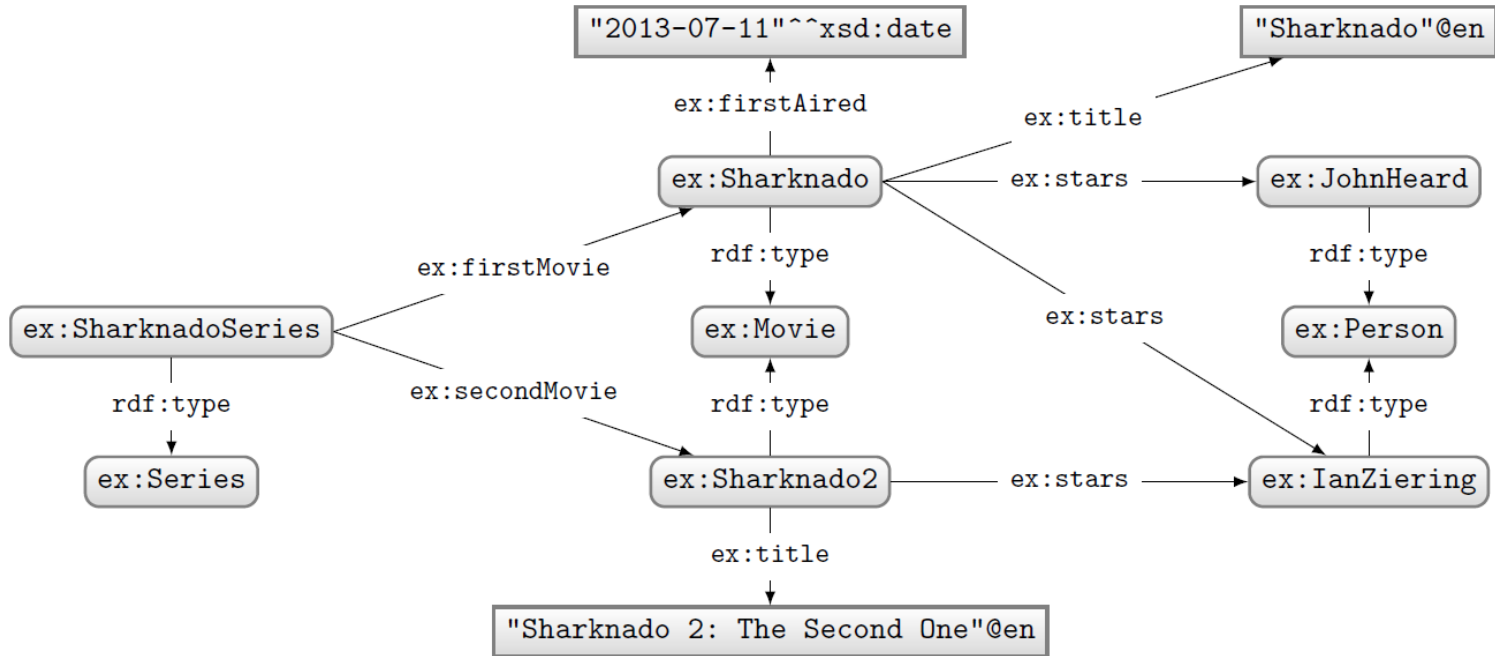 "2013-07-11"^^xsd:date
"Sharknado"@en
ex:firstAired
ex:title
ex:Sharknado
ex:stars
ex:JohnHeard
rdf:type
rdf:type
ex:firstMovie
ex:SharknadoSeries
ex:Movie
ex:stars
ex:Person
ex:secondMovie
rdf:type
rdf:type
rdf:type
ex:Series
ex:Sharknado2
ex:stars
ex:IanZiering
ex:title
"Sharknado 2: The Second One"@en